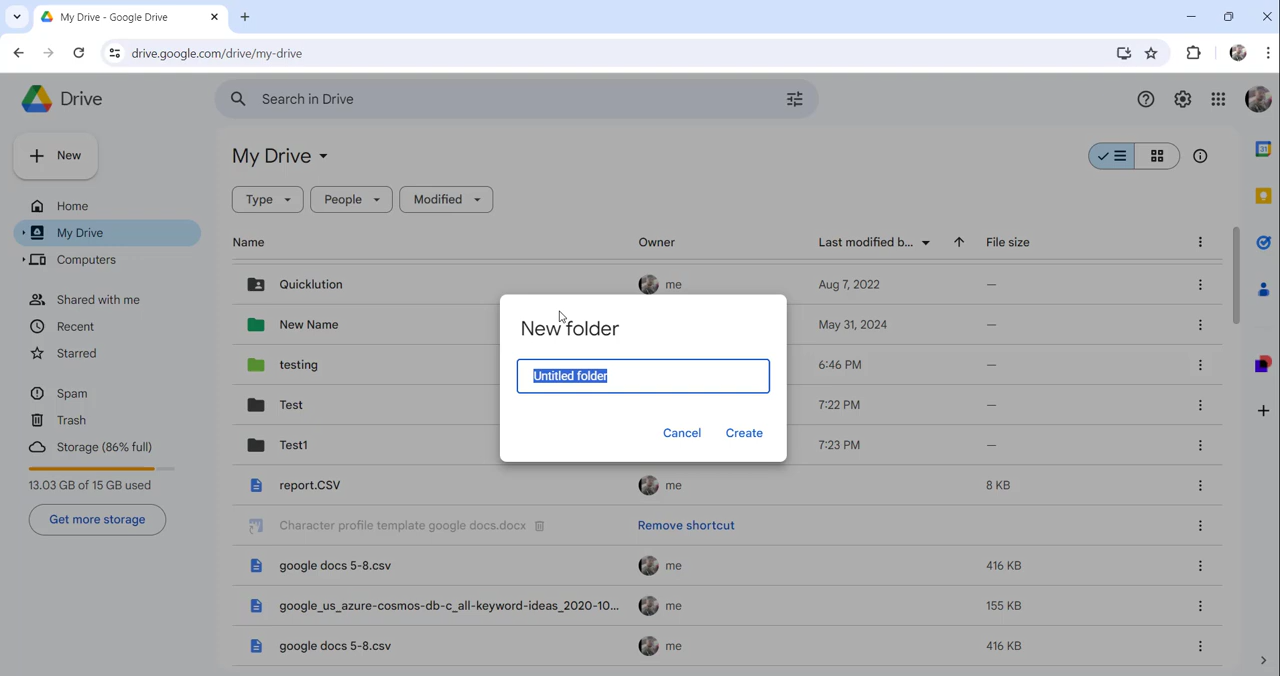 My Drive - Google Drive
drive.google.com/drive/my-drive
Drive
Search in Drive
New
My Drive
Type
People
Modified
Home
My Drive
Computers
Shared with me
Recent
Starred
Spam
Trash
Storage (86% full)
13.03 GB of 15 GB used
Get more storage
Name Owner Last modified b... File size
Quicklution me Aug 7, 2022 —
New Name May 31, 2024 —
testing 6:46 PM —
Test 7:22 PM —
Test1 7:23 PM —
report.CSV me 8 KB
Character profile template google docs.docx Remove shortcut
google docs 5-8.csv me 416 KB
google_us_azure-cosmos-db-c_all-keyword-ideas_2020-10... me 155 KB
google docs 5-8.csv me 416 KB
New folder
Untitled folder
Cancel Create
31